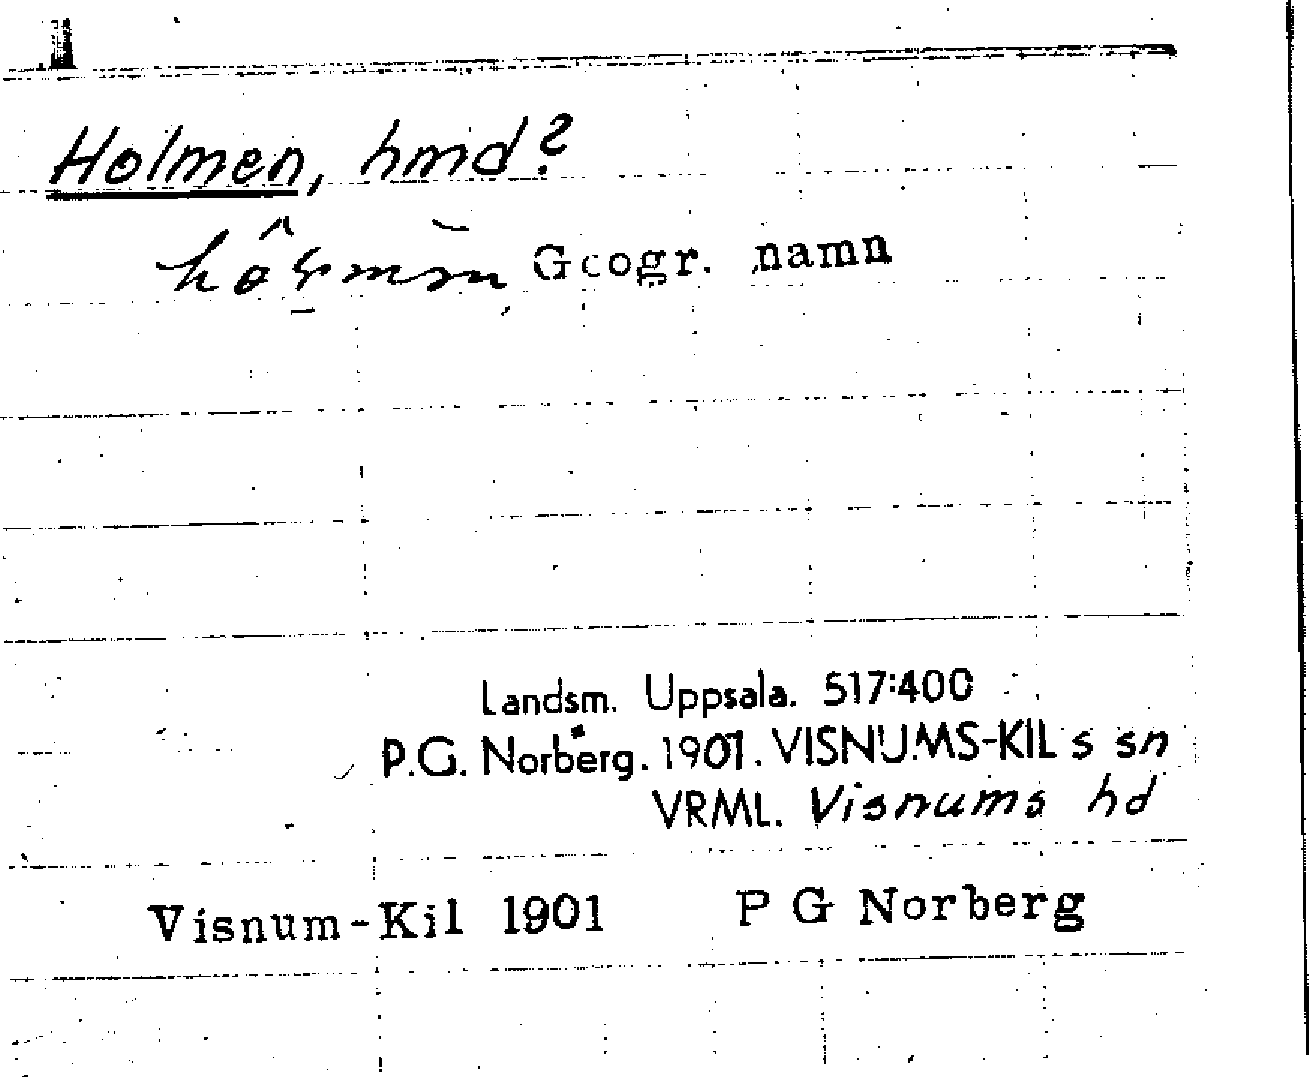 Holmen, hmd?
Geogr. namn
Landsm. Uppsala. 517:400
P.G. Norberg. 1901. VISNUMS-KIL s sn
VRML. Visnums hd
Visnum-Kil 1901 P G Norberg